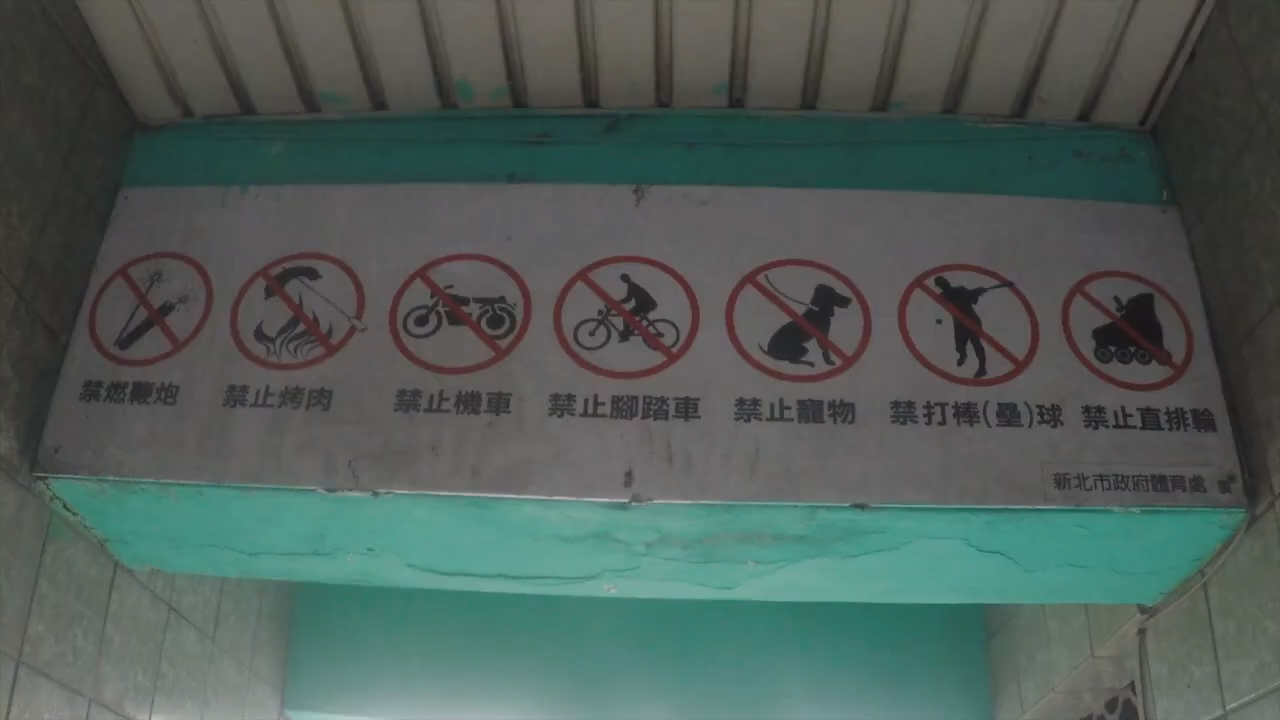 禁燃鞭炮
禁止烤肉
禁止機車
禁止腳踏車
禁止寵物
禁打棒(壘)球
禁止直排輪
新北市政府體育處